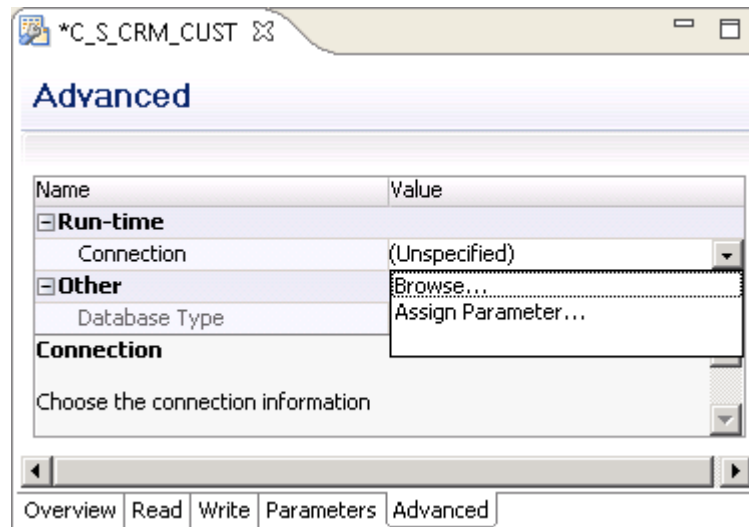 *C_S_CRM_CUST
Advanced
Name Value
Run-time
Connection (Unspecified)
Other Browse...
Database Type Assign Parameter...
Connection
Choose the connection information
Overview Read Write Parameters Advanced